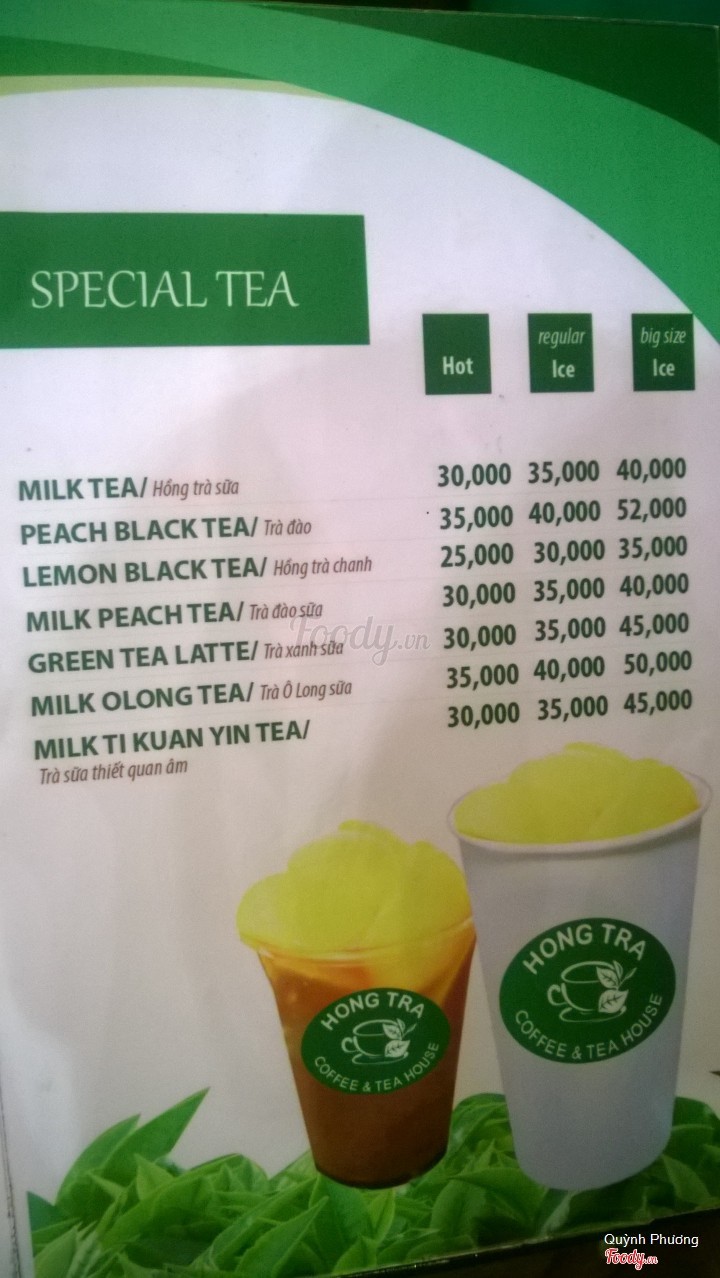 SPECIAL TEA
Hot
regular
Ice
big size
Ice
MILK TEA/ Hồng trà sữa 30,000 35,000 40,000
PEACH BLACK TEA/ Trà đào 35,000 40,000 52,000
LEMON BLACK TEA/ Hồng trà chanh 25,000 30,000 35,000
MILK PEACH TEA/ Trà đào sữa 30,000 35,000 40,000
GREEN TEA LATTE/ Trà xanh sữa 30,000 35,000 45,000
MILK OLONG TEA/ Trà Ô Long sữa 35,000 40,000 50,000
MILK TI KUAN YIN TEA/ 30,000 35,000 45,000
Trà sữa thiết quan âm
Foody.vn
HONG TRA
COFFEE & TEA HOUSE
HONG TRA
COFFEE & TEA HOUSE
Quỳnh Phương
Foody.vn